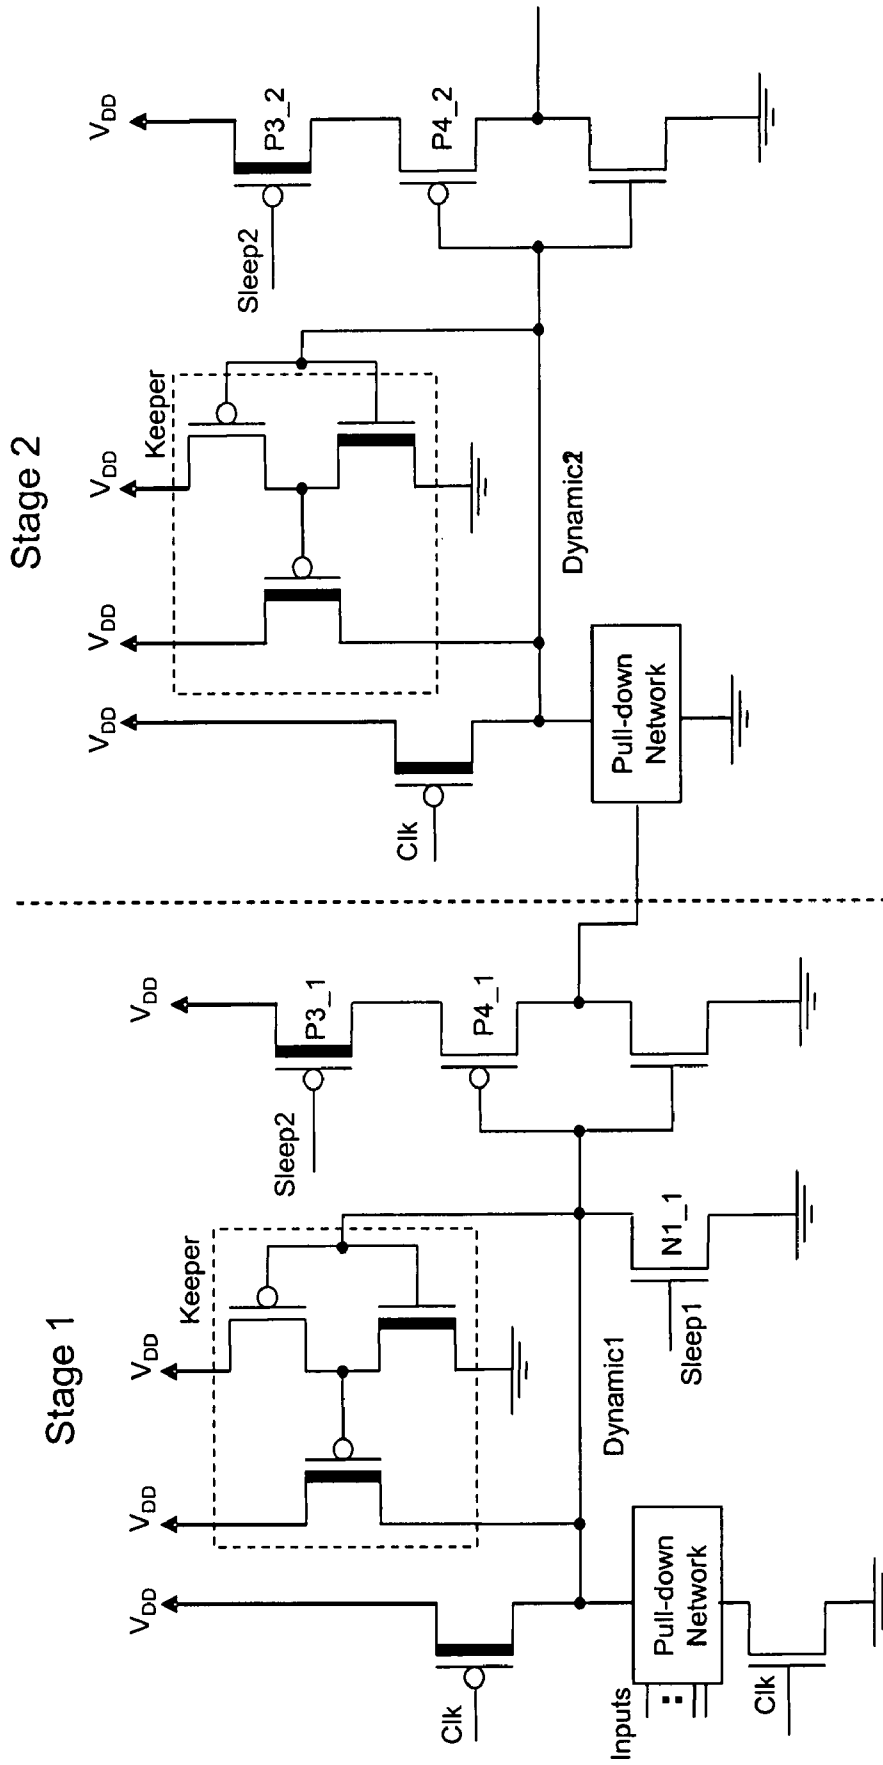 Stage 1
VDD
VDD
VDD
VDD
Keeper
Sleep2
P3_1
P4_1
Clk
Dynamic1
Sleep1
N1_1
Inputs
Pull-down
Network
Clk
Stage 2
VDD
VDD
VDD
VDD
Keeper
Sleep2
P3_2
P4_2
Clk
Dynamic2
Pull-down
Network